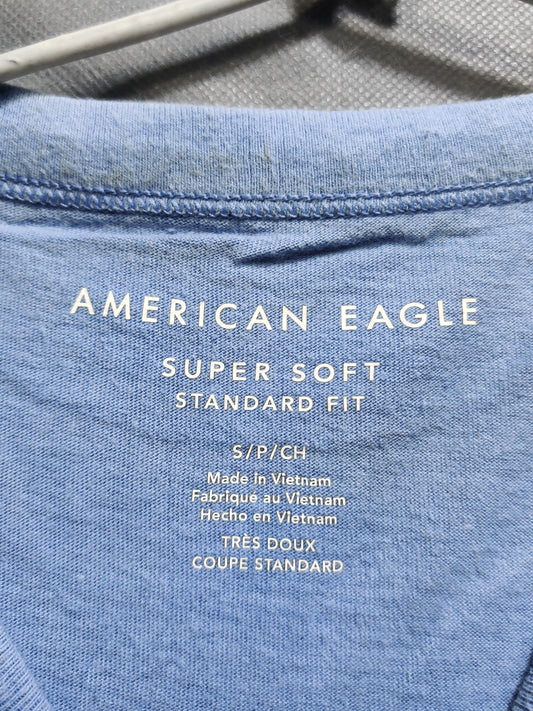 AMERICAN EAGLE
SUPER SOFT
STANDARD FIT
S/P/CH
Made in Vietnam
Fabriqué au Vietnam
Hecho en Vietnam
TRÈS DOUX
COUPE STANDARD